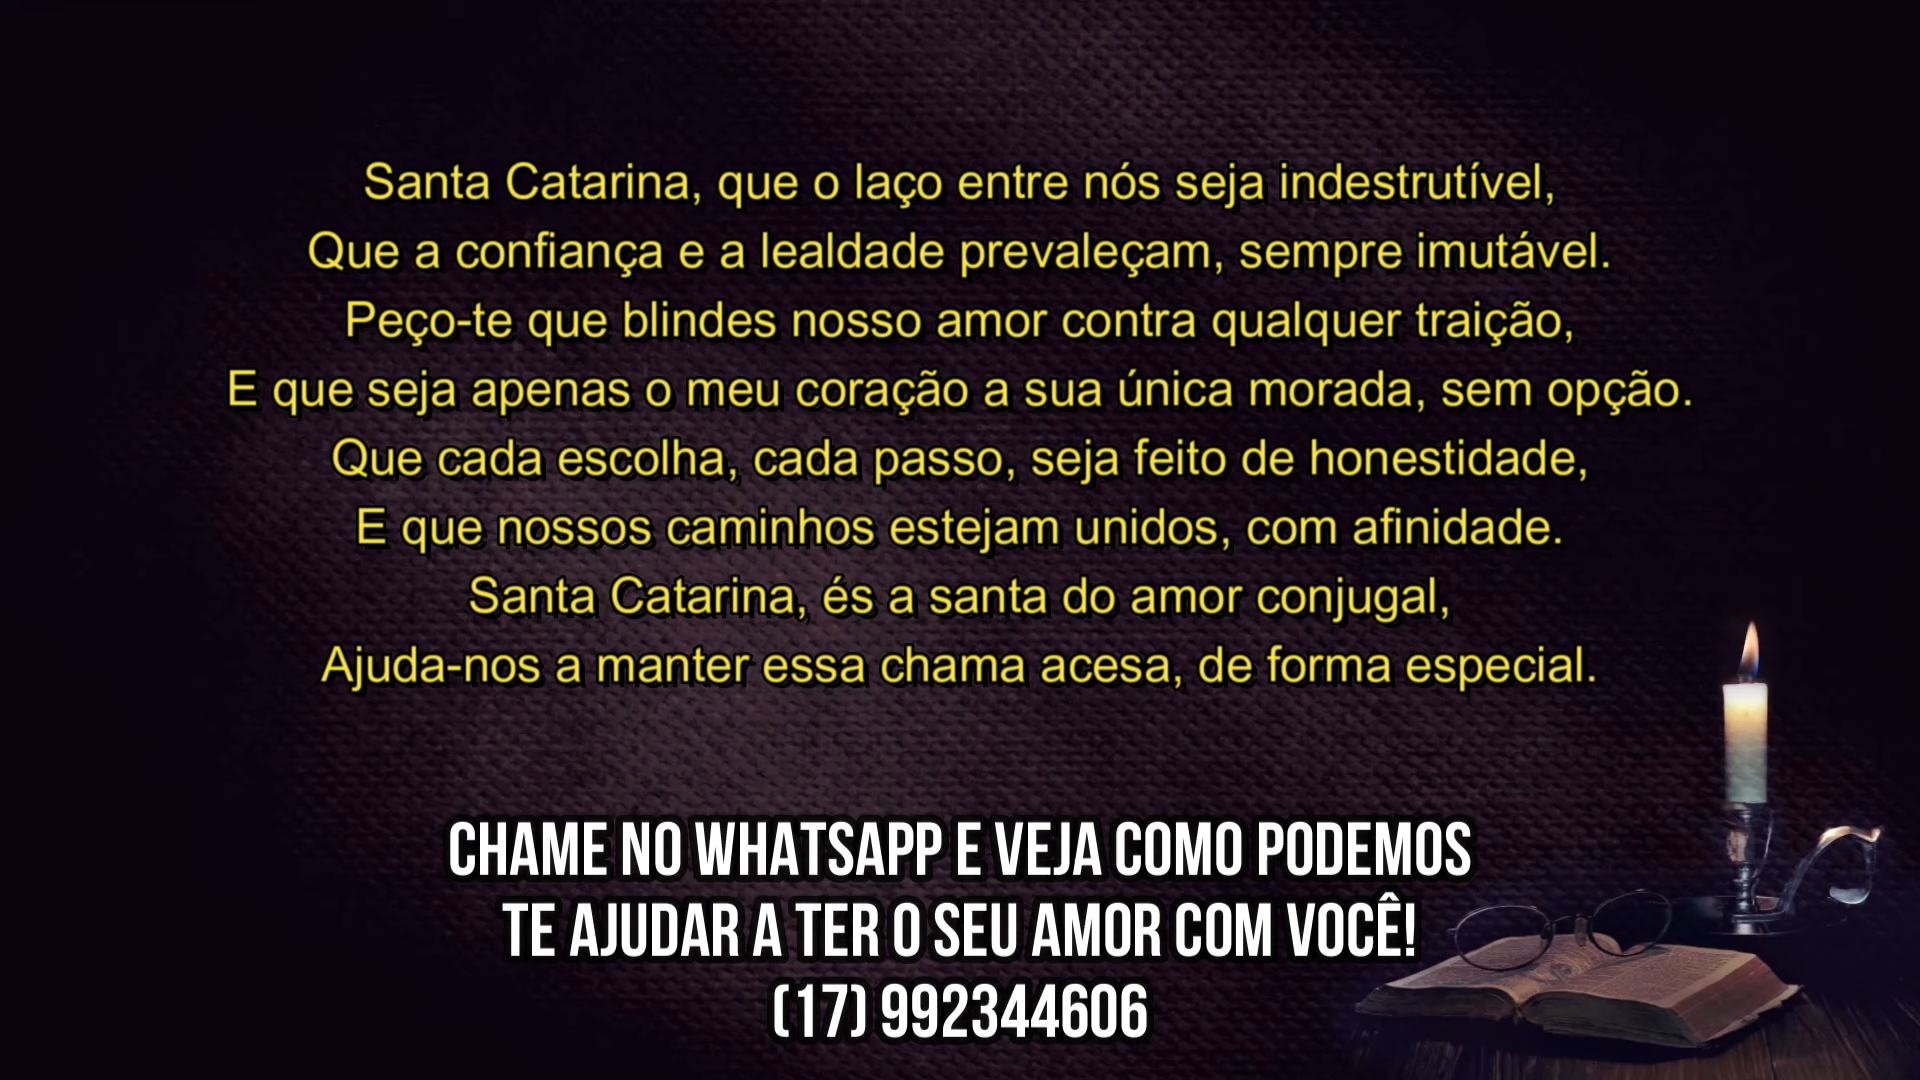 Santa Catarina, que o laço entre nós seja indestrutível,
Que a confiança e a lealdade prevaleçam, sempre imutável.
Peço-te que blindes nosso amor contra qualquer traição,
E que seja apenas o meu coração a sua única morada, sem opção.
Que cada escolha, cada passo, seja feito de honestidade,
E que nossos caminhos estejam unidos, com afinidade.
Santa Catarina, és a santa do amor conjugal,
Ajuda-nos a manter essa chama acesa, de forma especial.
CHAME NO WHATSAPP E VEJA COMO PODEMOS
TE AJUDAR A TER O SEU AMOR COM VOCÊ!
(17) 992344606